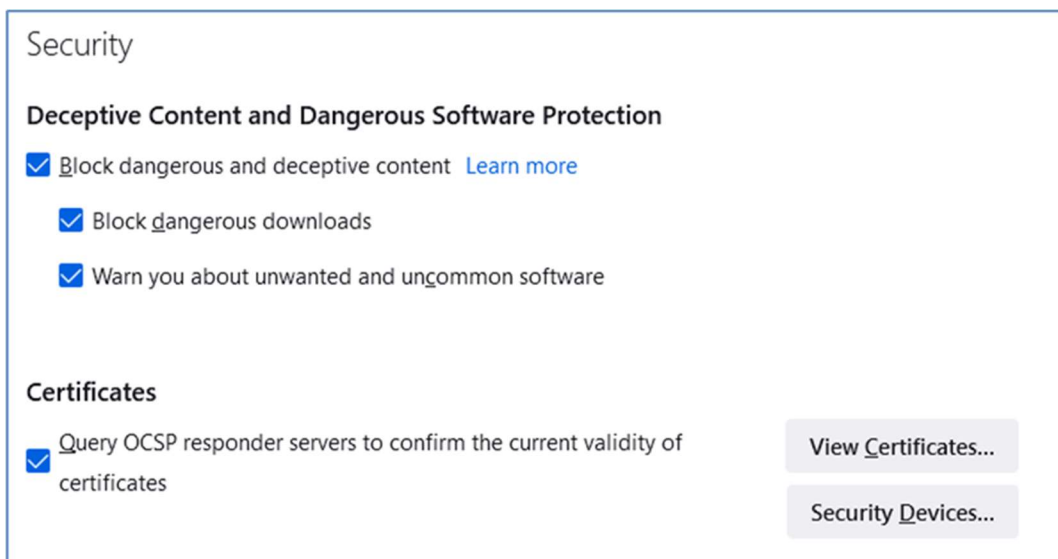 Security
Deceptive Content and Dangerous Software Protection
Block dangerous and deceptive content Learn more
Block dangerous downloads
Warn you about unwanted and uncommon software
Certificates
Query OCSP responder servers to confirm the current validity of
certificates
View Certificates...
Security Devices...